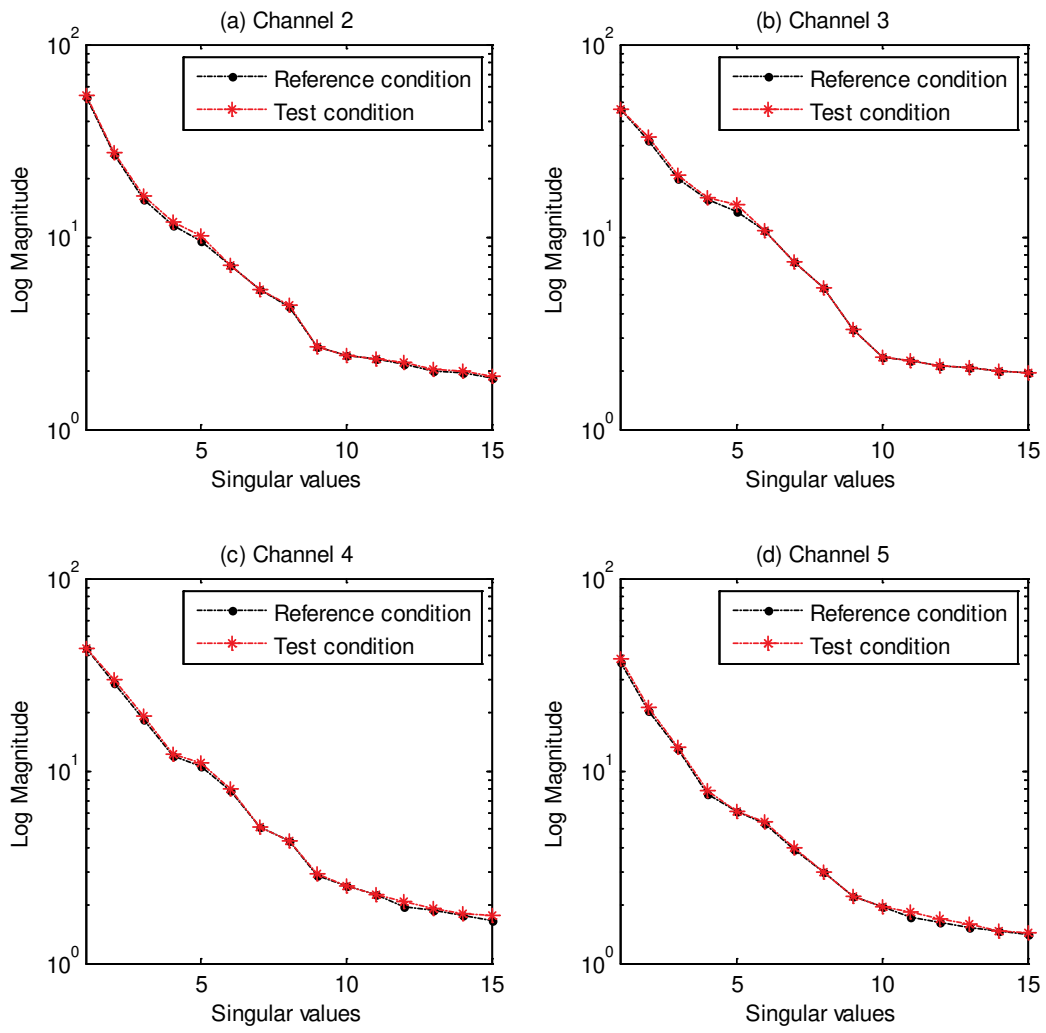 (a) Channel 2
10^2
10^1
10^0
Log Magnitude
Reference condition
Test condition
5
10
15
Singular values
(b) Channel 3
10^2
10^1
10^0
Log Magnitude
Reference condition
Test condition
5
10
15
Singular values
(c) Channel 4
10^2
10^1
10^0
Log Magnitude
Reference condition
Test condition
5
10
15
Singular values
(d) Channel 5
10^2
10^1
10^0
Log Magnitude
Reference condition
Test condition
5
10
15
Singular values